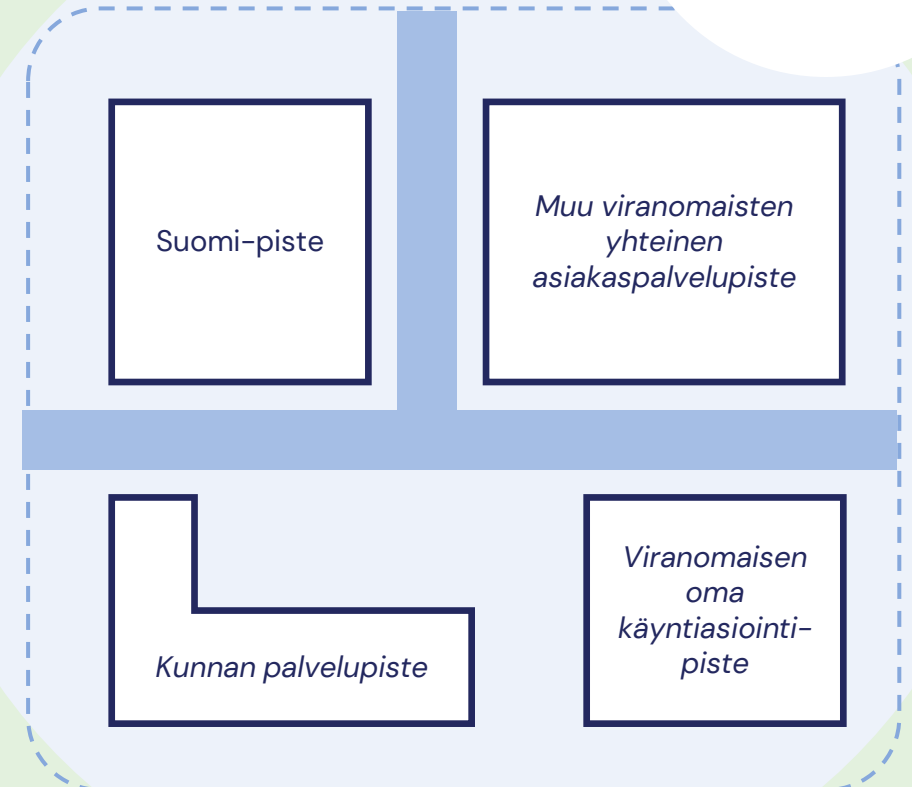 Suomi-piste
Muu viranomaisten
yhteinen
asiakaspalvelupiste
Kunnan palvelupiste
Viranomaisen
oma
käyntiasiointi-
piste